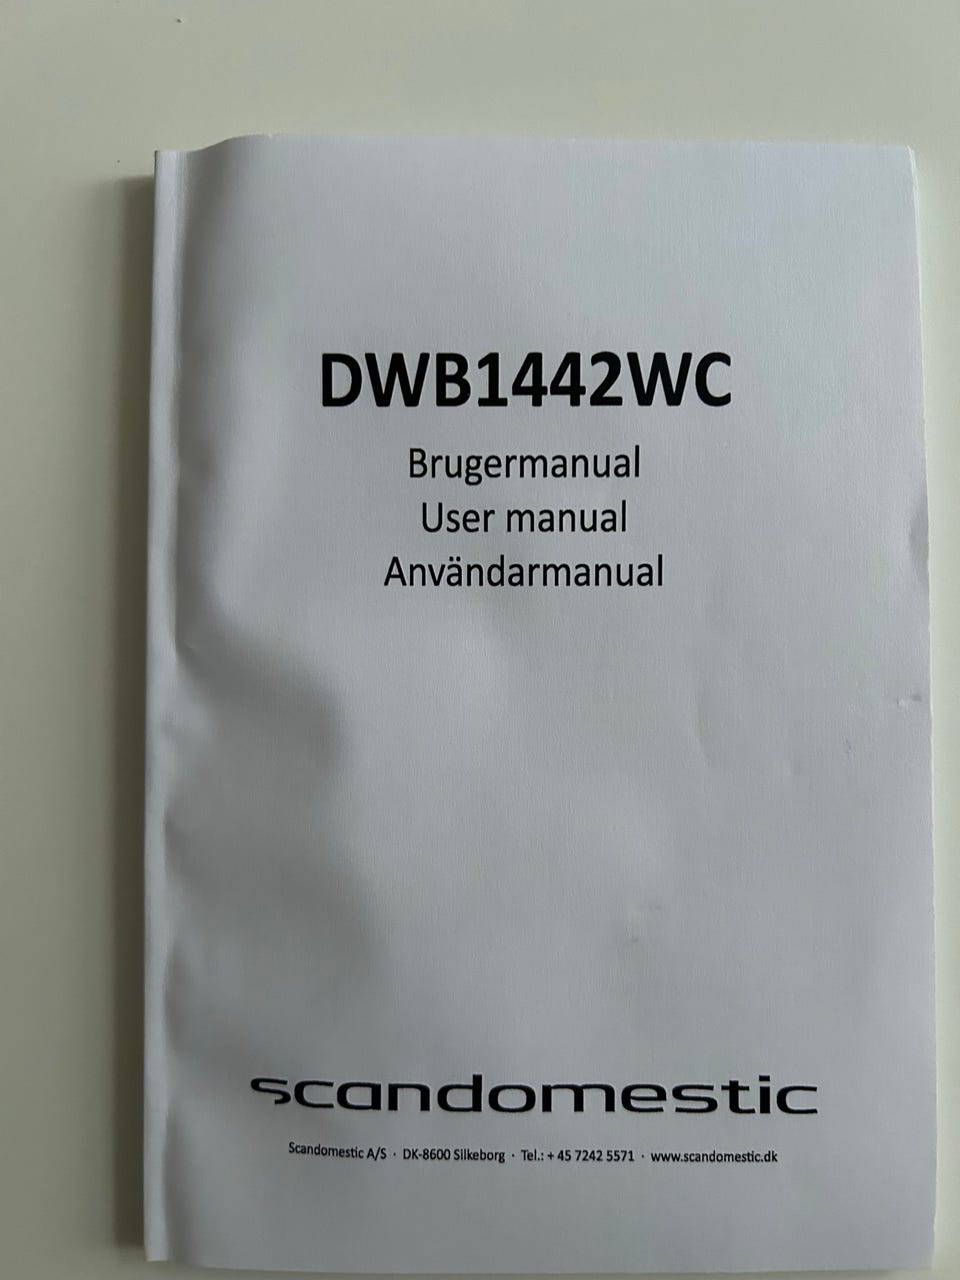 DWB1442WC
Brugermanual
User manual
Användarmanual
scandomestic
Scandomestic A/S · DK-8600 Silkeborg · Tel.: + 45 7242 5571 · www.scandomestic.dk